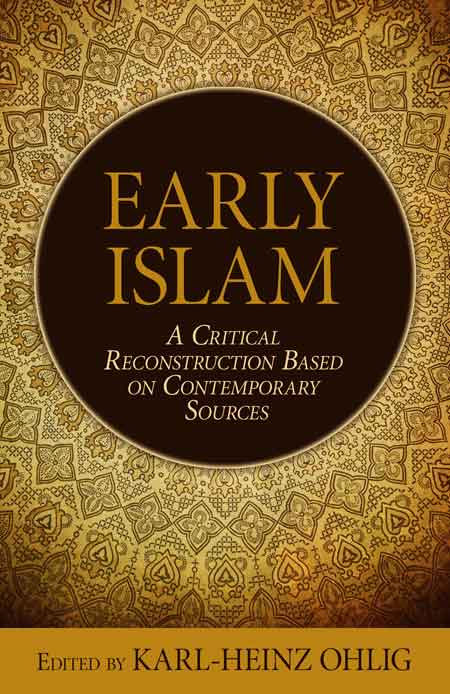 EARLY
ISLAM
A CRITICAL
RECONSTRUCTION BASED
ON CONTEMPORARY
SOURCES
EDITED BY KARL-HEINZ OHLIG